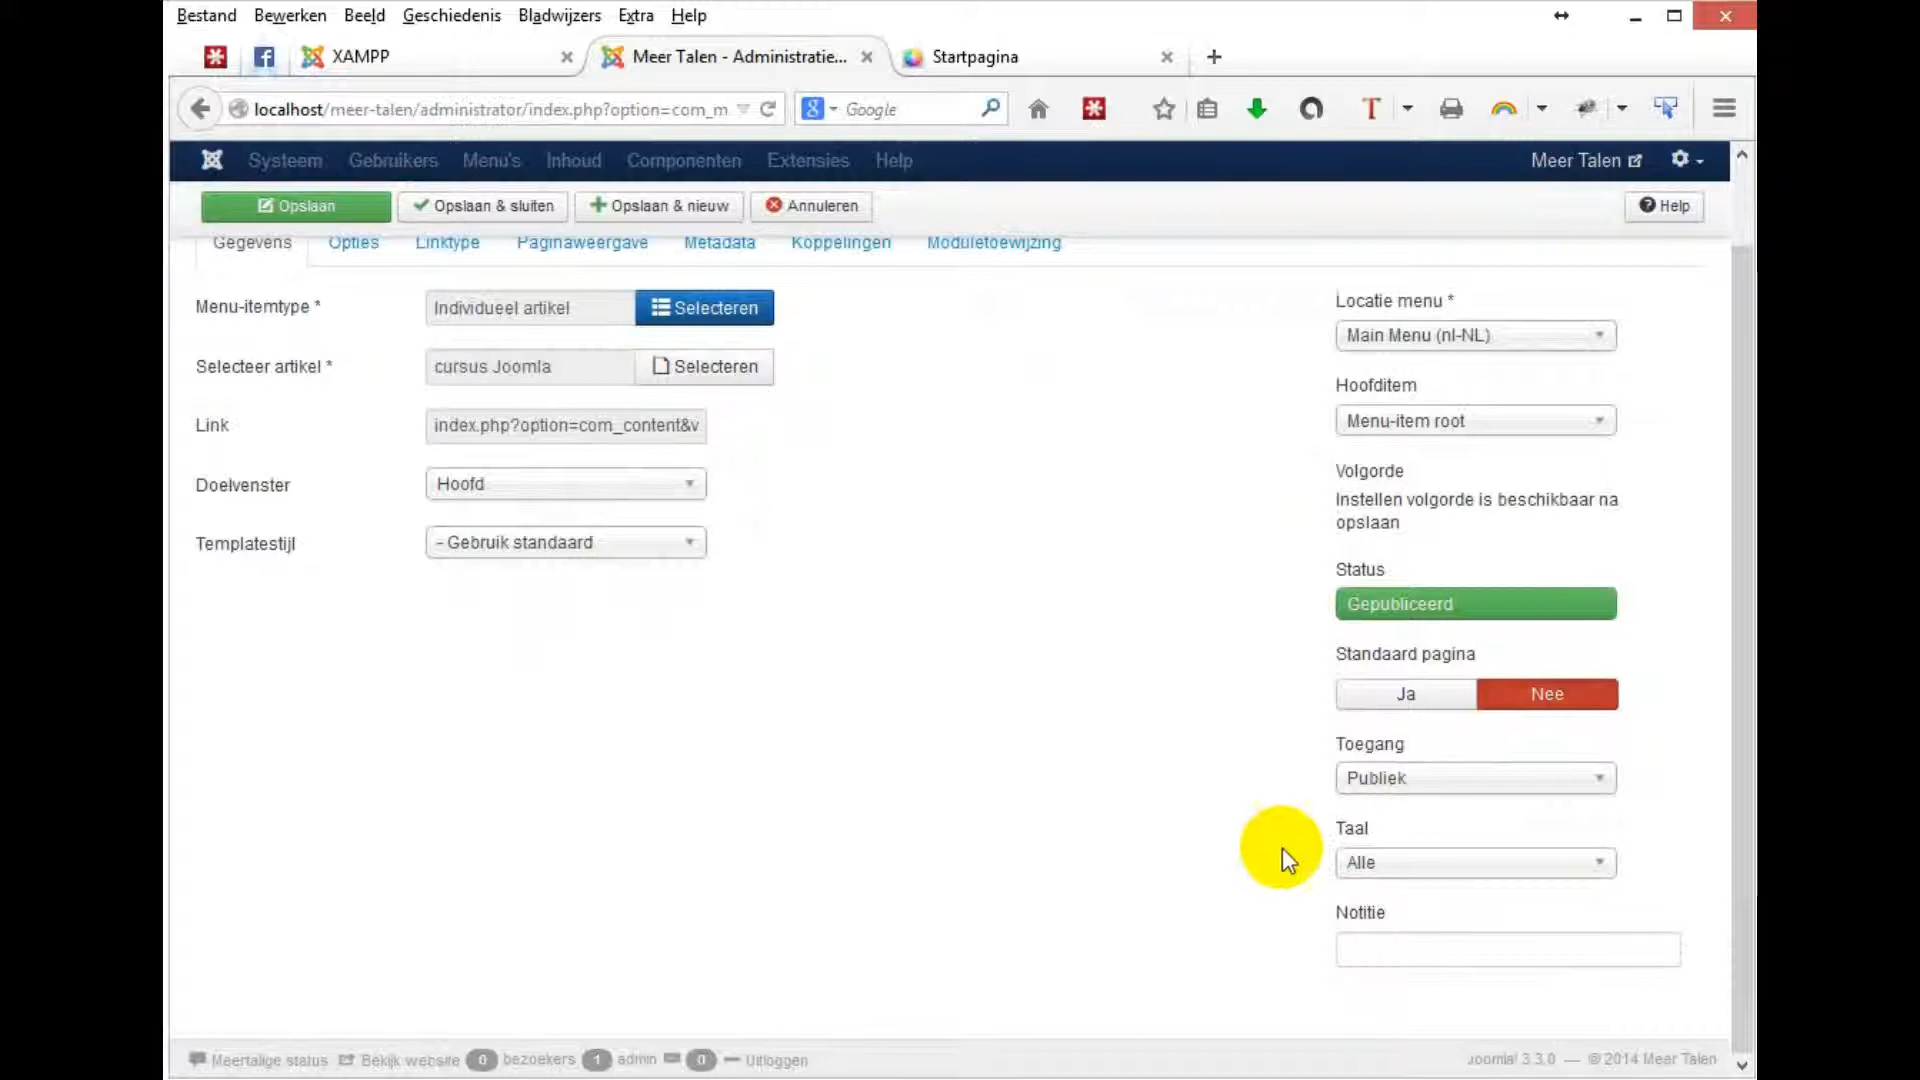 Bestand Bewerken Beeld Geschiedenis Bladwijzers Extra Help
XAMPP
Meer Talen - Administratie...
Startpagina
localhost/meer-talen/administrator/index.php?option=com_m
Google
Systeem Gebruikers Menu's Inhoud Componenten Extensies Help
Meer Talen
Opslaan
Opslaan & sluiten
Opslaan & nieuw
Annuleren
Help
Gegevens Opties Linktype Paginaweergave Metadata Koppelingen Moduletoewijzing
Menu-itemtype *
Individueel artikel
Selecteren
Selecteer artikel *
cursus Joomla
Selecteren
Link
index.php?option=com_content&v
Doelvenster
Hoofd
Templatestijl
- Gebruik standaard
Locatie menu *
Main Menu (nl-NL)
Hoofditem
Menu-item root
Volgorde
Instellen volgorde is beschikbaar na
opslaan
Status
Gepubliceerd
Standaard pagina
Ja
Nee
Toegang
Publiek
Taal
Alle
Notitie
Meertalige status Bekijk website 0 bezoekers 1 admin 0 Uitloggen
Joomla! 3.3.0 — © 2014 Meer Talen